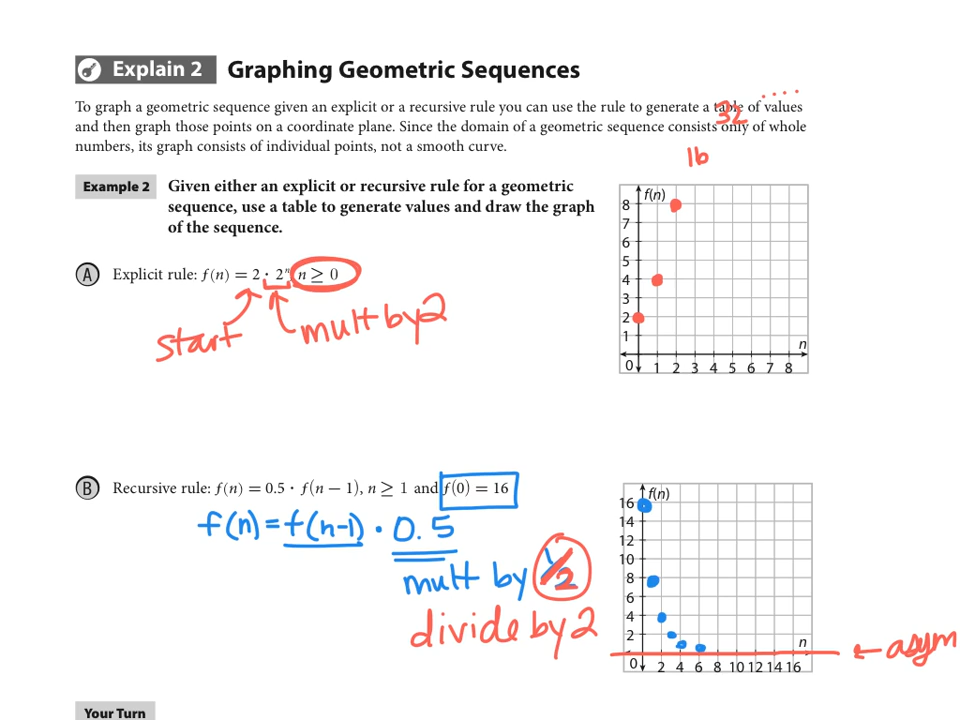 Explain 2 Graphing Geometric Sequences
To graph a geometric sequence given an explicit or a recursive rule you can use the rule to generate a table of values
and then graph those points on a coordinate plane. Since the domain of a geometric sequence consists only of whole
numbers, its graph consists of individual points, not a smooth curve.
32
16
Example 2 Given either an explicit or recursive rule for a geometric
sequence, use a table to generate values and draw the graph
of the sequence.
A Explicit rule: f(n) = 2 · 2ⁿ n ≥ 0
start mult by 2
f(n)
8
7
6
5
4
3
2
1
n
0 1 2 3 4 5 6 7 8
B Recursive rule: f(n) = 0.5 · f(n − 1), n ≥ 1 and f(0) = 16
f(n) = f(n-1) · 0.5
mult by 1/2
divide by 2
f(n)
16
14
12
10
8
6
4
2
n
0 2 4 6 8 10 12 14 16
← asym
Your Turn